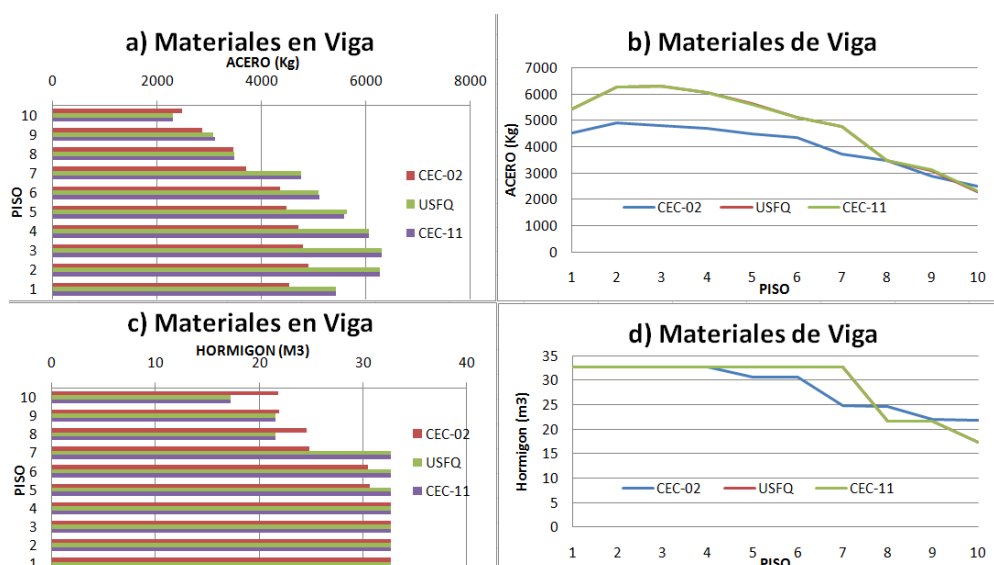 a) Materiales en Viga
ACERO (Kg)
0 2000 4000 6000 8000
PISO
10
9
8
7
6
5
4
3
2
1
CEC-02
USFQ
CEC-11
b) Materiales de Viga
ACERO (Kg)
7000
6000
5000
4000
3000
2000
1000
0
CEC-02 USFQ CEC-11
1 2 3 4 5 6 7 8 9 10
PISO
c) Materiales en Viga
HORMIGON (M3)
0 10 20 30 40
PISO
10
9
8
7
6
5
4
3
2
1
CEC-02
USFQ
CEC-11
d) Materiales de Viga
Hormigon (m3)
35
30
25
20
15
10
5
0
CEC-02 USFQ CEC-11
1 2 3 4 5 6 7 8 9 10
PISO